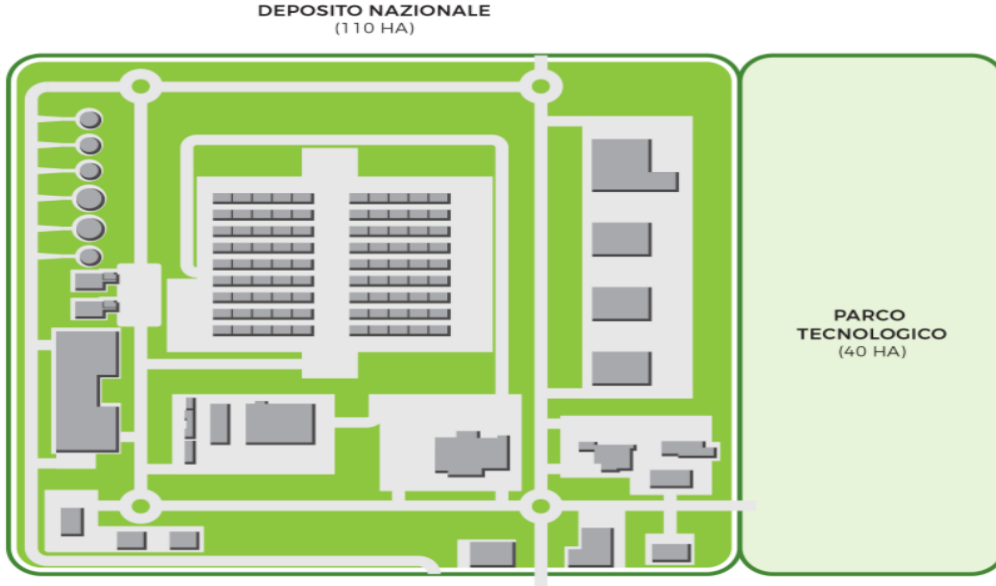 DEPOSITO NAZIONALE
(110 HA)
PARCO
TECNOLOGICO
(40 HA)